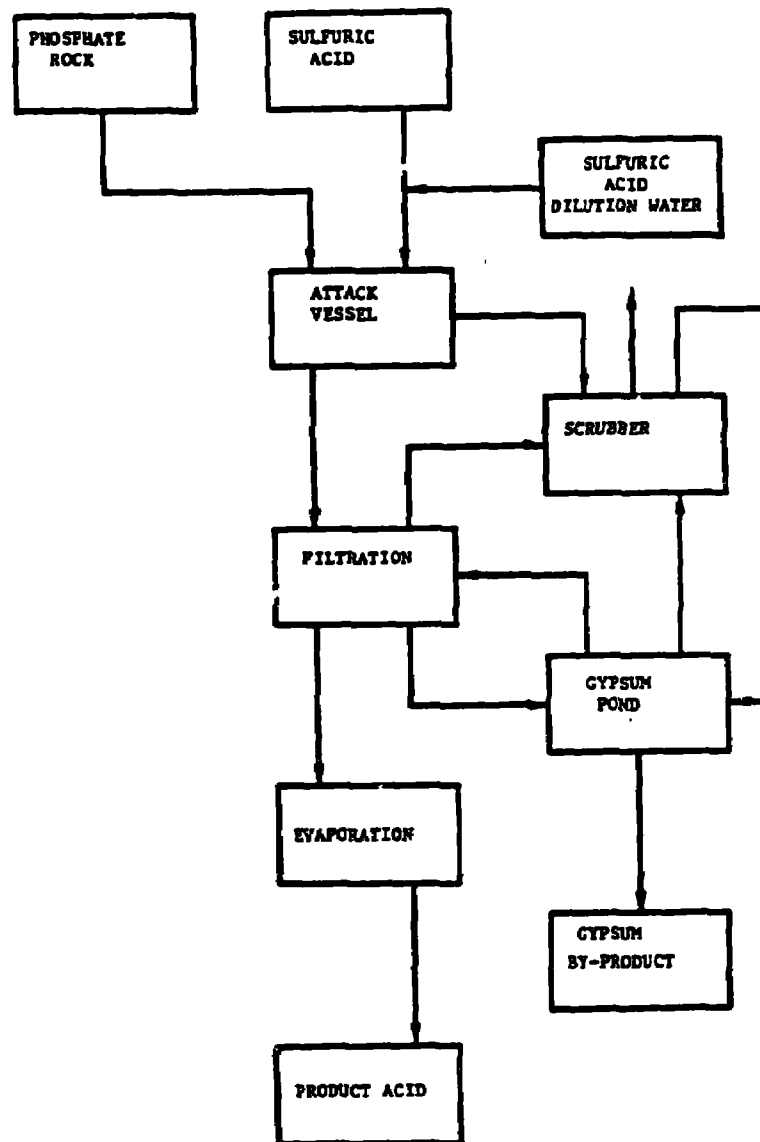 PHOSPHATE
ROCK
SULFURIC
ACID
SULFURIC
ACID
DILUTION WATER
ATTACK
VESSEL
SCRUBBER
FILTRATION
GYPSUM
POND
EVAPORATION
GYPSUM
BY-PRODUCT
PRODUCT ACID